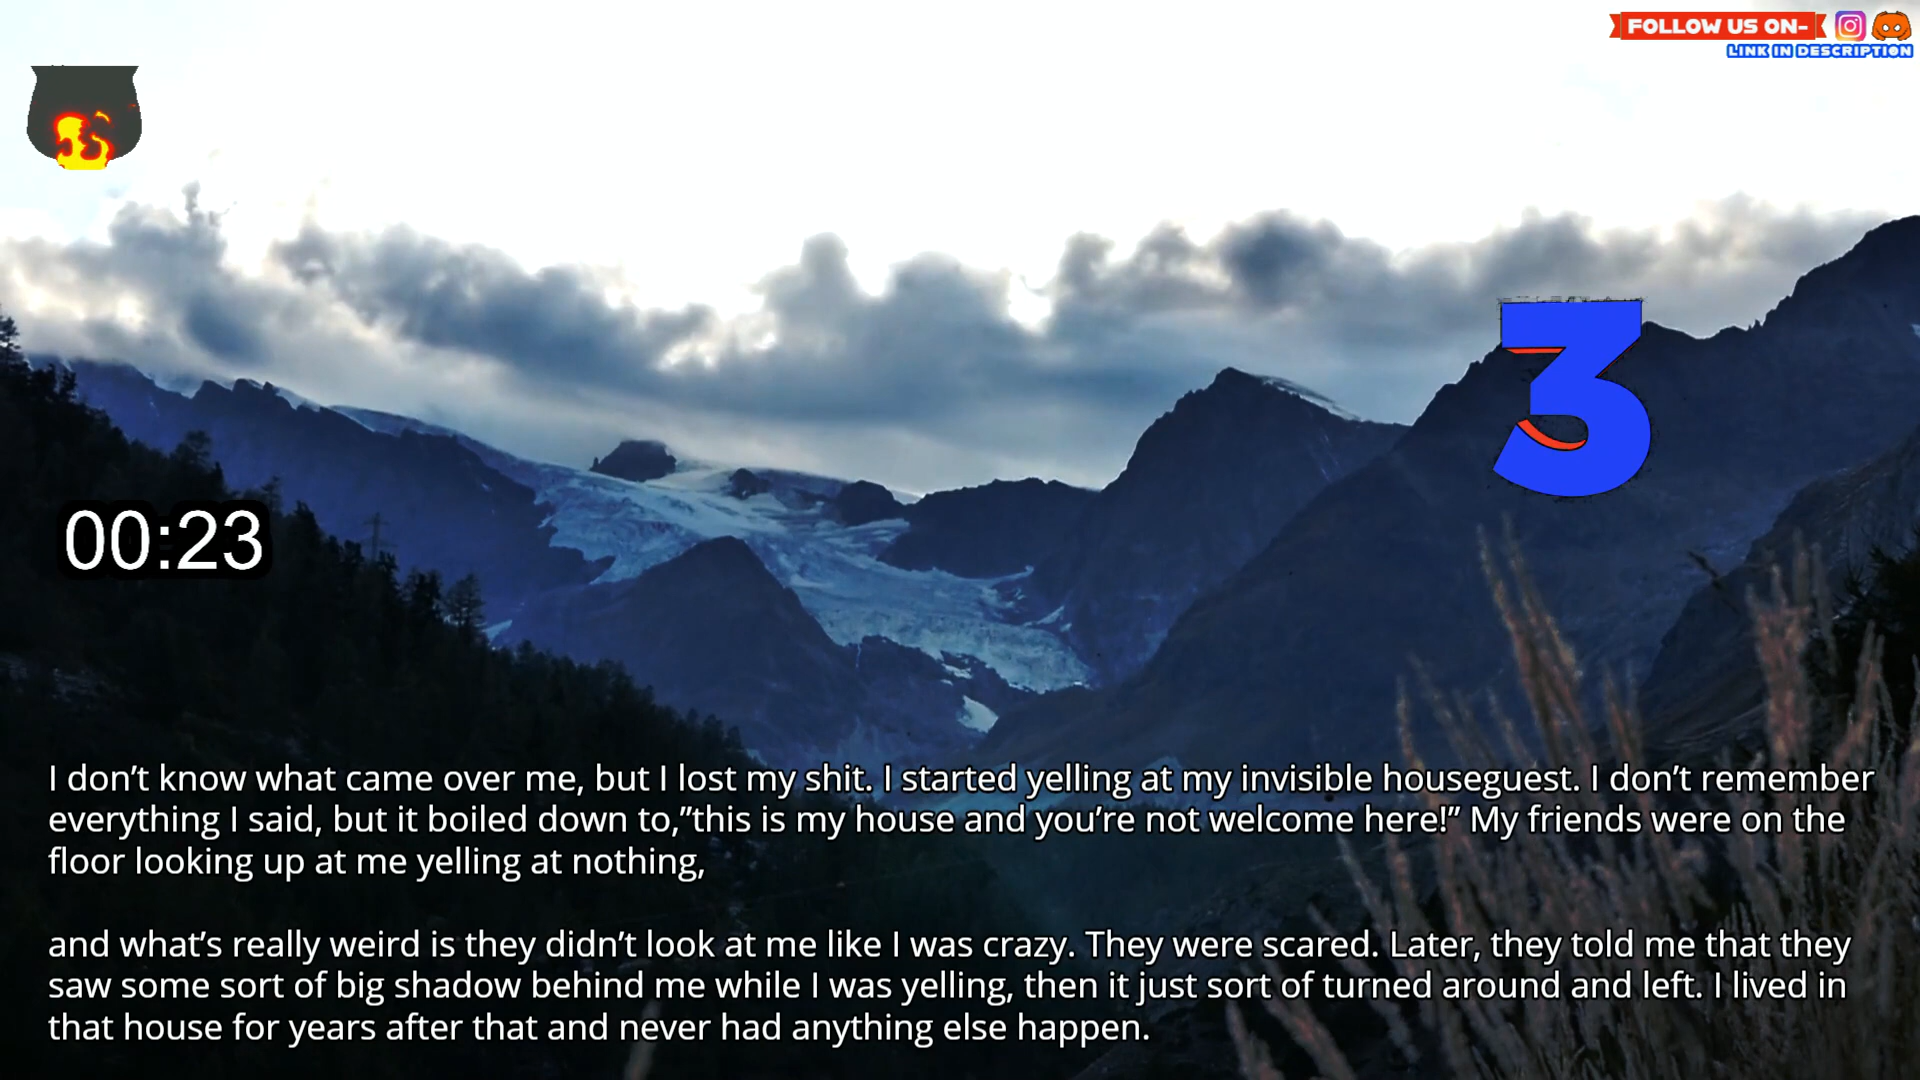 FOLLOW US ON-
LINK IN DESCRIPTION
3
00:23
I don’t know what came over me, but I lost my shit. I started yelling at my invisible houseguest. I don’t remember
everything I said, but it boiled down to,”this is my house and you’re not welcome here!” My friends were on the
floor looking up at me yelling at nothing,
and what’s really weird is they didn’t look at me like I was crazy. They were scared. Later, they told me that they
saw some sort of big shadow behind me while I was yelling, then it just sort of turned around and left. I lived in
that house for years after that and never had anything else happen.